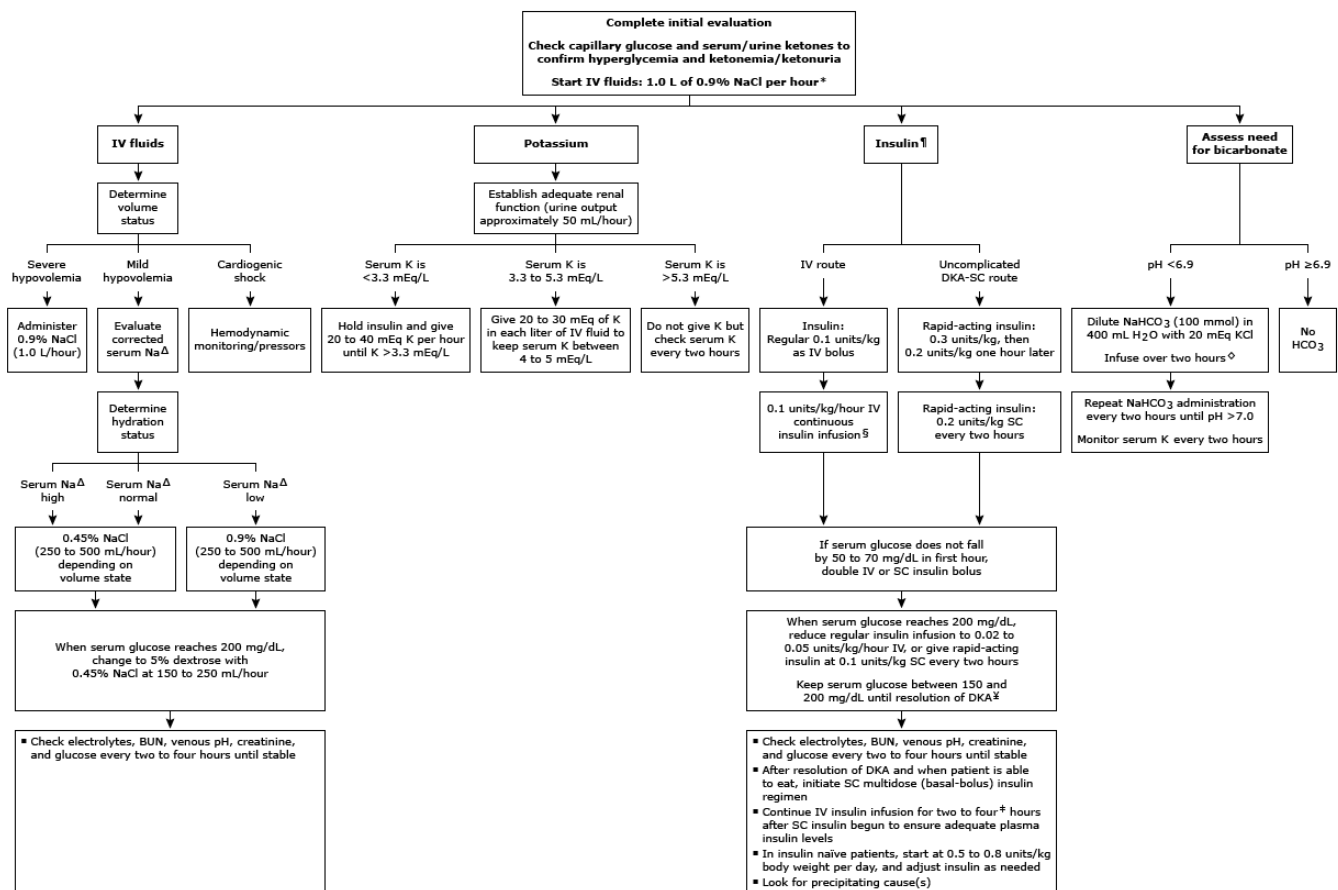 Complete initial evaluation
Check capillary glucose and serum/urine ketones to
confirm hyperglycemia and ketonemia/ketonuria
Start IV fluids: 1.0 L of 0.9% NaCl per hour*
IV fluids
Determine
volume
status
Severe
hypovolemia
Mild
hypovolemia
Cardiogenic
shock
Administer
0.9% NaCl
(1.0 L/hour)
Evaluate
corrected
serum NaΔ
Hemodynamic
monitoring/pressors
Determine
hydration
status
Serum NaΔ
high
Serum NaΔ
normal
Serum NaΔ
low
0.45% NaCl
(250 to 500 mL/hour)
depending on
volume state
0.9% NaCl
(250 to 500 mL/hour)
depending on
volume state
When serum glucose reaches 200 mg/dL,
change to 5% dextrose with
0.45% NaCl at 150 to 250 mL/hour
▪ Check electrolytes, BUN, venous pH, creatinine,
and glucose every two to four hours until stable
Potassium
Establish adequate renal
function (urine output
approximately 50 mL/hour)
Serum K is
<3.3 mEq/L
Serum K is
3.3 to 5.3 mEq/L
Serum K is
>5.3 mEq/L
Hold insulin and give
20 to 40 mEq K per hour
until K >3.3 mEq/L
Give 20 to 30 mEq of K
in each liter of IV fluid to
keep serum K between
4 to 5 mEq/L
Do not give K but
check serum K
every two hours
Insulin¶
IV route
Uncomplicated
DKA-SC route
Insulin:
Regular 0.1 units/kg
as IV bolus
Rapid-acting insulin:
0.3 units/kg, then
0.2 units/kg one hour later
0.1 units/kg/hour IV
continuous
insulin infusion§
Rapid-acting insulin:
0.2 units/kg SC
every two hours
If serum glucose does not fall
by 50 to 70 mg/dL in first hour,
double IV or SC insulin bolus
When serum glucose reaches 200 mg/dL,
reduce regular insulin infusion to 0.02 to
0.05 units/kg/hour IV, or give rapid-acting
insulin at 0.1 units/kg SC every two hours
Keep serum glucose between 150 and
200 mg/dL until resolution of DKA¥
▪ Check electrolytes, BUN, venous pH, creatinine,
and glucose every two to four hours until stable
▪ After resolution of DKA and when patient is able
to eat, initiate SC multidose (basal-bolus) insulin
regimen
▪ Continue IV insulin infusion for two to four‡ hours
after SC insulin begun to ensure adequate plasma
insulin levels
▪ In insulin naïve patients, start at 0.5 to 0.8 units/kg
body weight per day, and adjust insulin as needed
▪ Look for precipitating cause(s)
Assess need
for bicarbonate
pH <6.9
pH ≥6.9
Dilute NaHCO3 (100 mmol) in
400 mL H2O with 20 mEq KCl
Infuse over two hours◇
No
HCO3
Repeat NaHCO3 administration
every two hours until pH >7.0
Monitor serum K every two hours